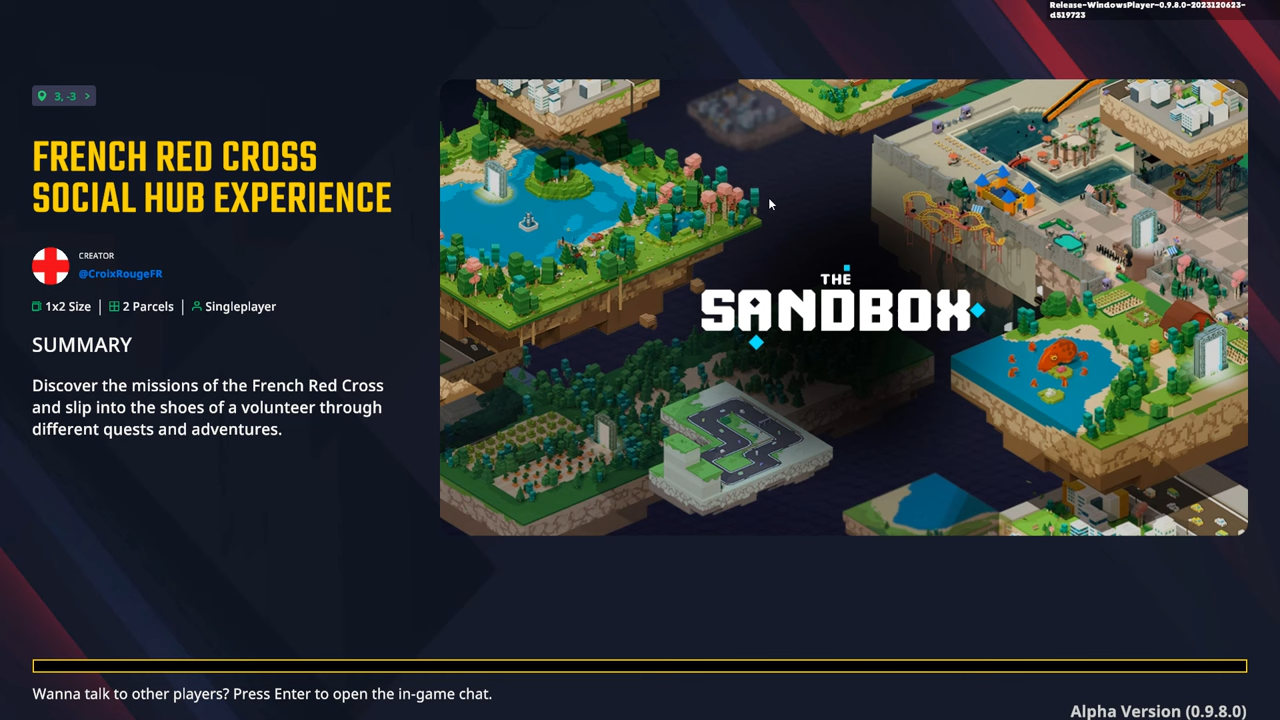 Release-WindowsPlayer-0.9.8.0-2023120623-
d519723
3, -3 >
FRENCH RED CROSS
SOCIAL HUB EXPERIENCE
CREATOR
@CroixRougeFR
1x2 Size | 2 Parcels | Singleplayer
SUMMARY
Discover the missions of the French Red Cross
and slip into the shoes of a volunteer through
different quests and adventures.
THE
SANDBOX
Wanna talk to other players? Press Enter to open the in-game chat.
Alpha Version (0.9.8.0)